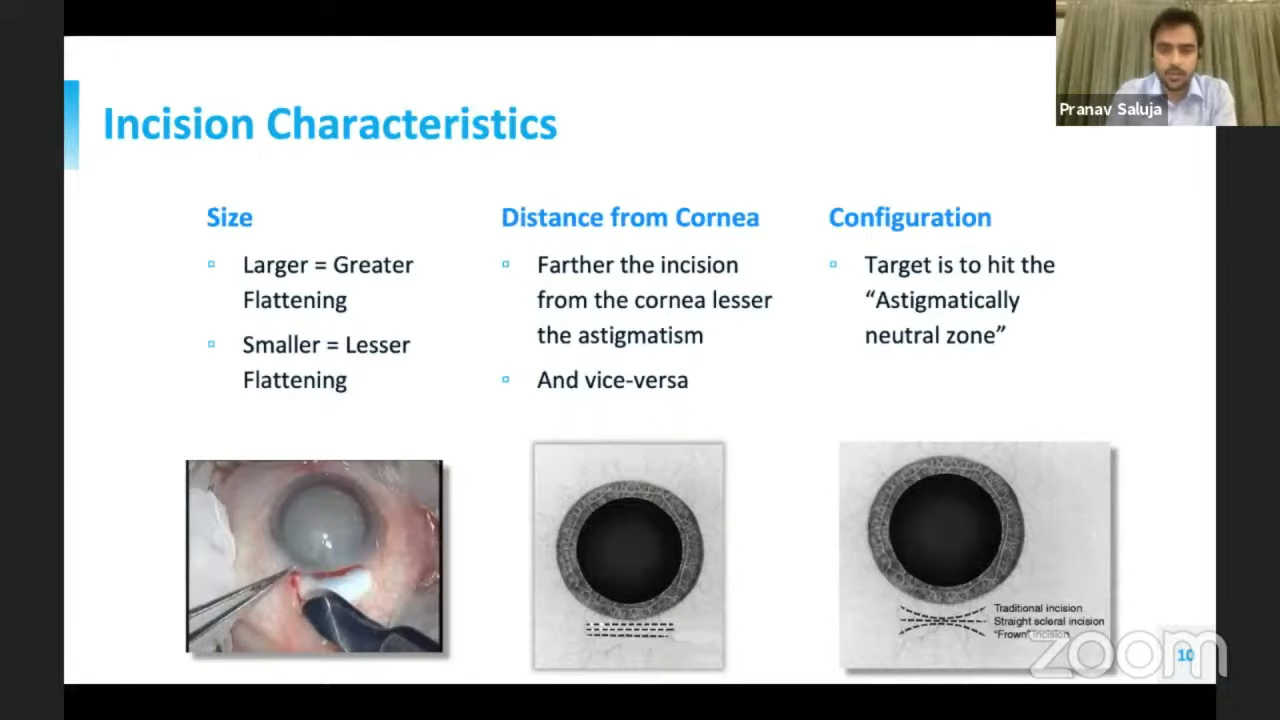 Pranav Saluja
Incision Characteristics
Size
Larger = Greater
Flattening
Smaller = Lesser
Flattening
Distance from Cornea
Farther the incision
from the cornea lesser
the astigmatism
And vice-versa
Configuration
Target is to hit the
“Astigmatically
neutral zone”
Traditional incision
Straight scleral incision
"Frown" incision
zoom
10